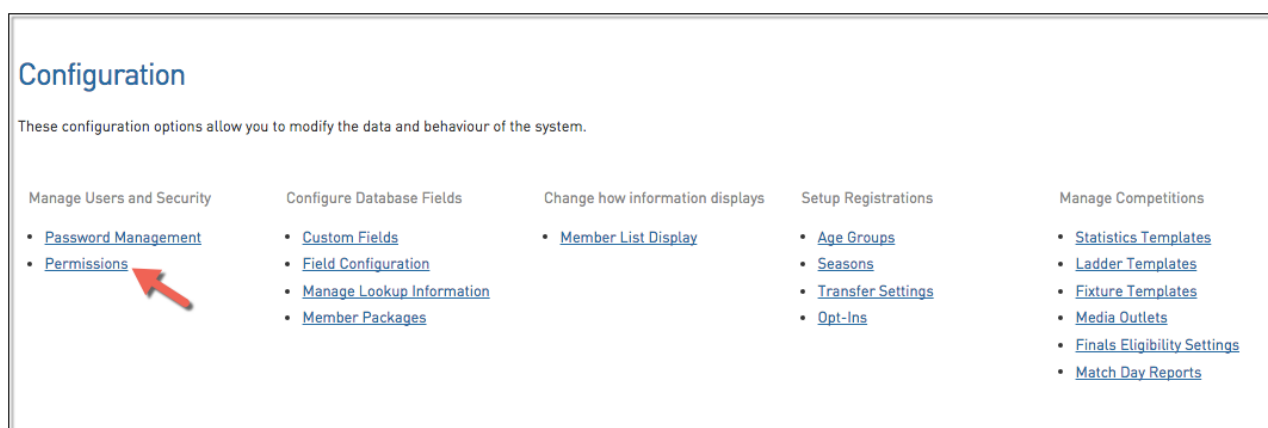 Configuration
These configuration options allow you to modify the data and behaviour of the system.
Manage Users and Security
Password Management
Permissions
Configure Database Fields
Custom Fields
Field Configuration
Manage Lookup Information
Member Packages
Change how information displays
Member List Display
Setup Registrations
Age Groups
Seasons
Transfer Settings
Opt-Ins
Manage Competitions
Statistics Templates
Ladder Templates
Fixture Templates
Media Outlets
Finals Eligibility Settings
Match Day Reports